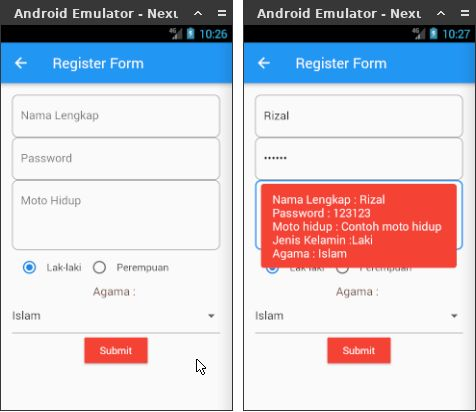 Android Emulator - Nexu
4G 10:26
Register Form
Nama Lengkap
Password
Moto Hidup
Lak-laki Perempuan
Agama :
Islam
Submit
Android Emulator - Nexu
4G 10:27
Register Form
Rizal
••••••
Nama Lengkap : Rizal
Password : 123123
Moto hidup : Contoh moto hidup
Jenis Kelamin :Laki
Agama : Islam
Lak-laki Perempuan
Agama :
Islam
Submit